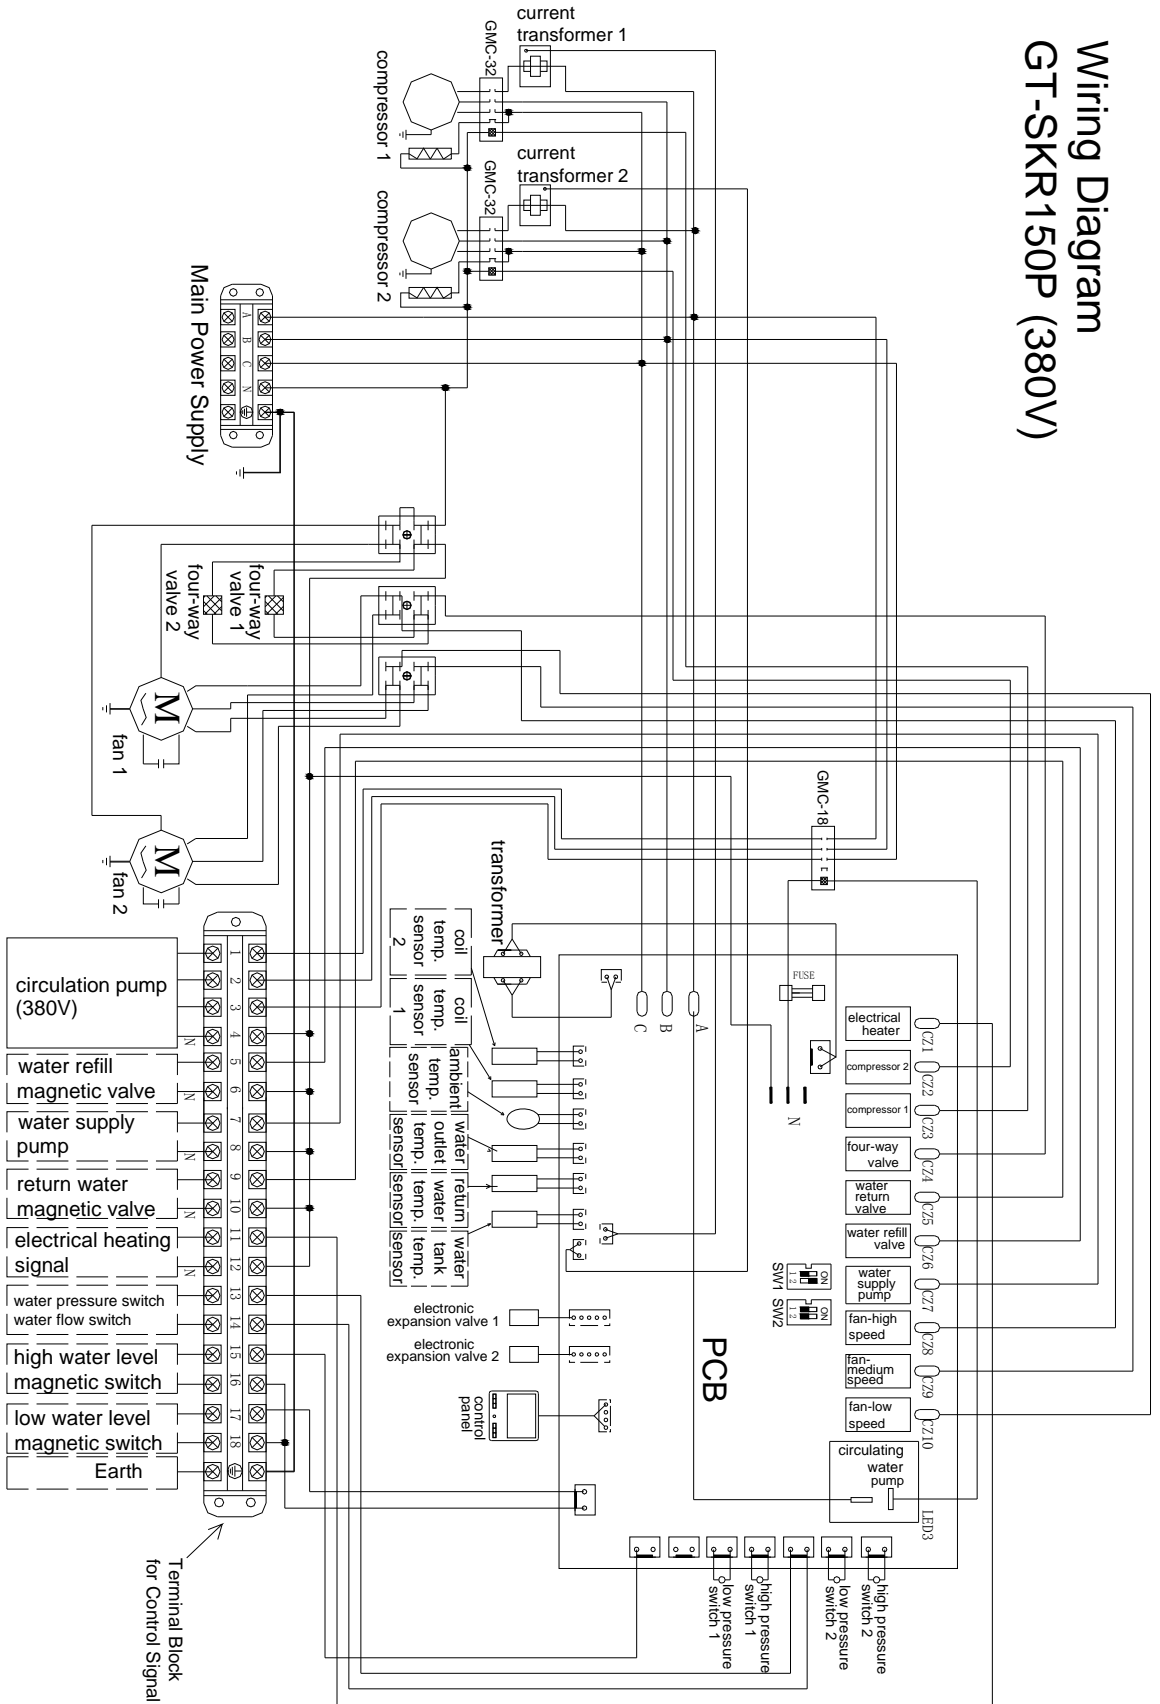 Wiring Diagram
GT-SKR150P (380V)
current
transformer 1
GMC-32
compressor 1
current
transformer 2
GMC-32
compressor 2
Main Power Supply
A
B
C
N
four-way
valve 1
four-way
valve 2
M
fan 1
M
fan 2
GMC-18
transformer
coil
temp.
sensor
2
coil
temp.
sensor
1
ambient
temp.
sensor
water
outlet
temp.
sensor
return
water
temp.
sensor
water
tank
temp.
sensor
FUSE
A
B
C
N
electrical
heater
CZ1
compressor 2
CZ2
compressor 1
CZ3
four-way
valve
CZ4
water
return
valve
CZ5
water refill
valve
CZ6
water
supply
pump
CZ7
fan-high
speed
CZ8
fan-
medium
speed
CZ9
fan-low
speed
CZ10
circulating
water
pump
LED3
SW1
ON
1 2
SW2
ON
1 2
PCB
electronic
expansion valve 1
electronic
expansion valve 2
control
panel
low pressure
switch 1
high pressure
switch 1
low pressure
switch 2
high pressure
switch 2
circulation pump
(380V)
N
water refill
magnetic valve
N
water supply
pump
N
return water
magnetic valve
N
electrical heating
signal
N
water pressure switch
water flow switch
high water level
magnetic switch
low water level
magnetic switch
Earth
1
2
3
4
5
6
7
8
9
10
11
12
13
14
15
16
17
18
Terminal Block
for Control Signal